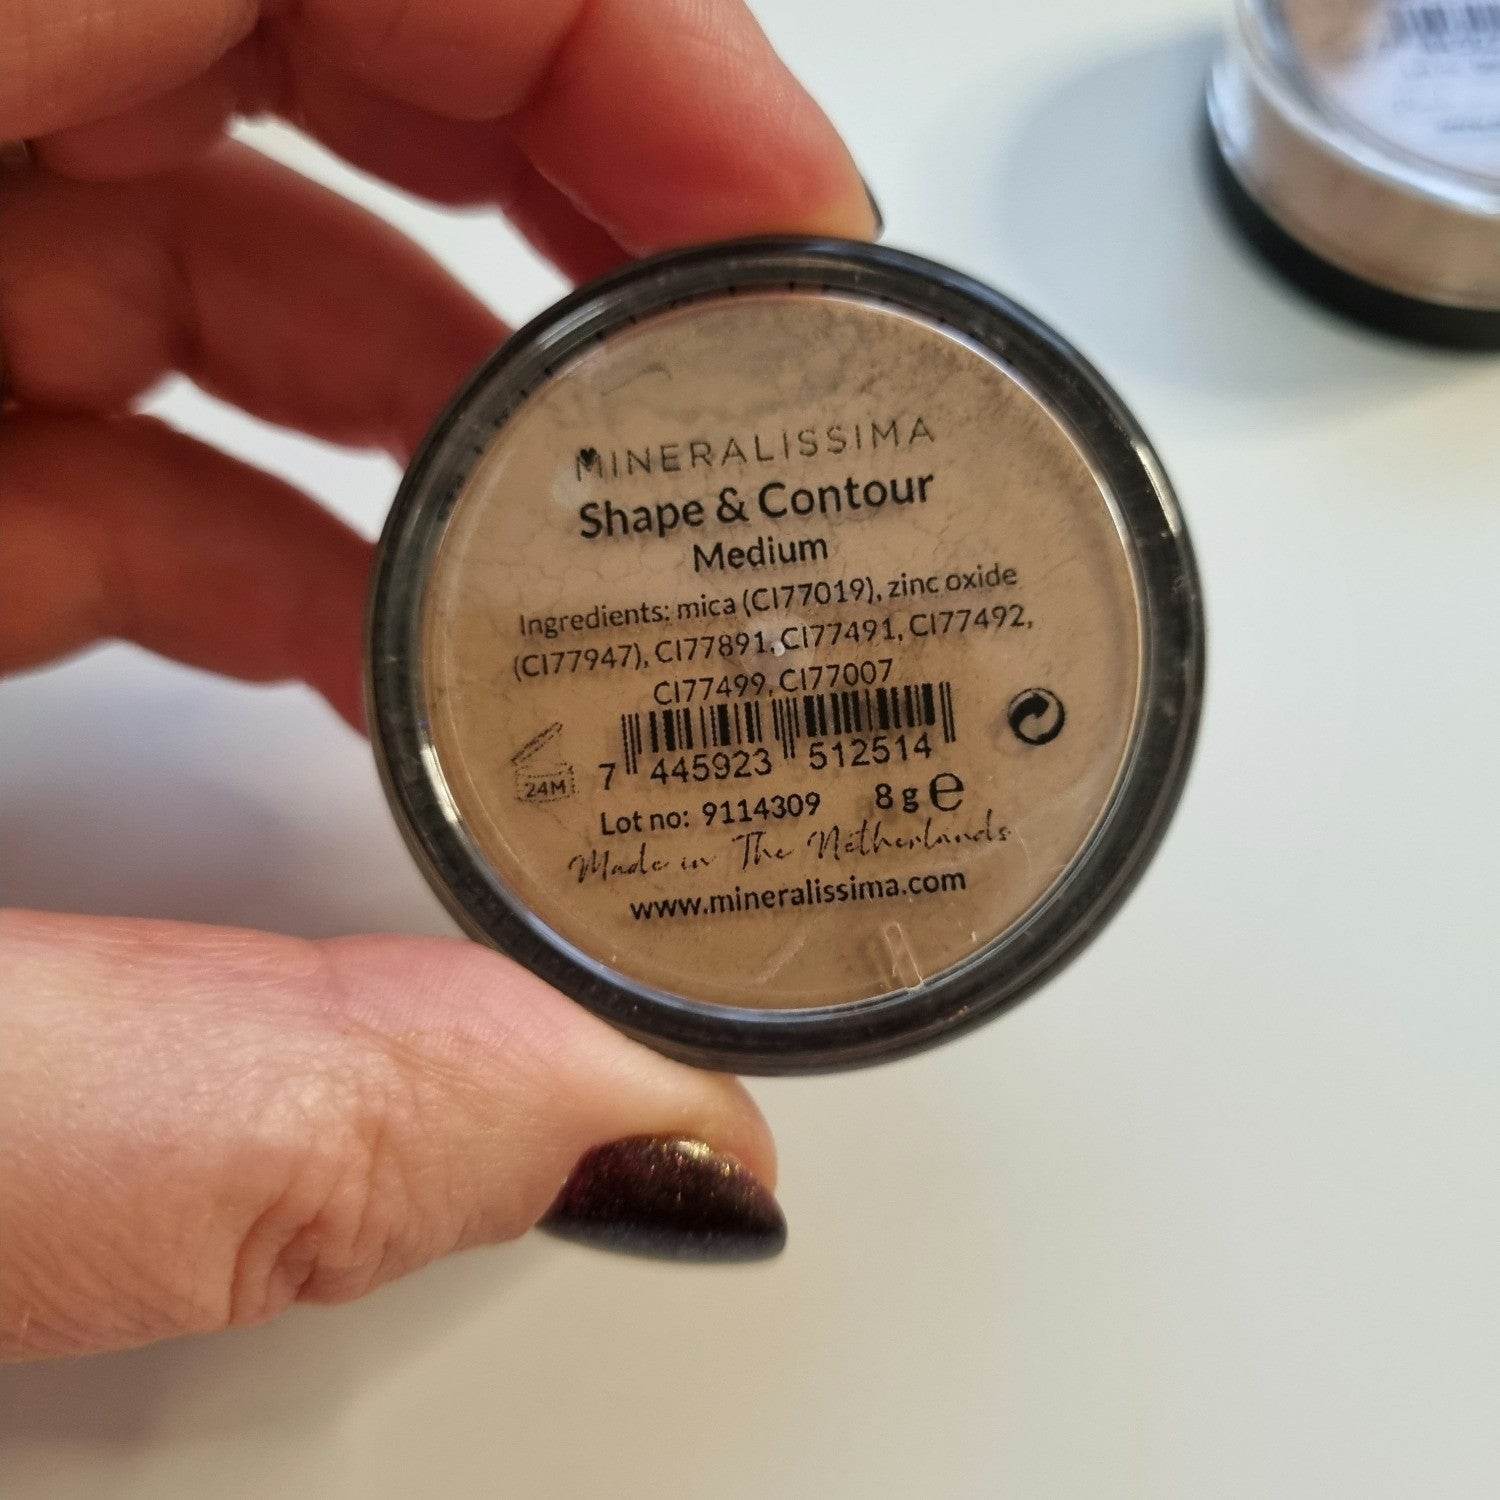 MINERALISSIMA
Shape & Contour
Medium
Ingredients: mica (CI77019), zinc oxide
(CI77947), CI77891, CI77491, CI77492,
CI77499, CI77007
24M
7 445923 512514
Lot no: 9114309 8 g e
Made in The Netherlands
www.mineralissima.com